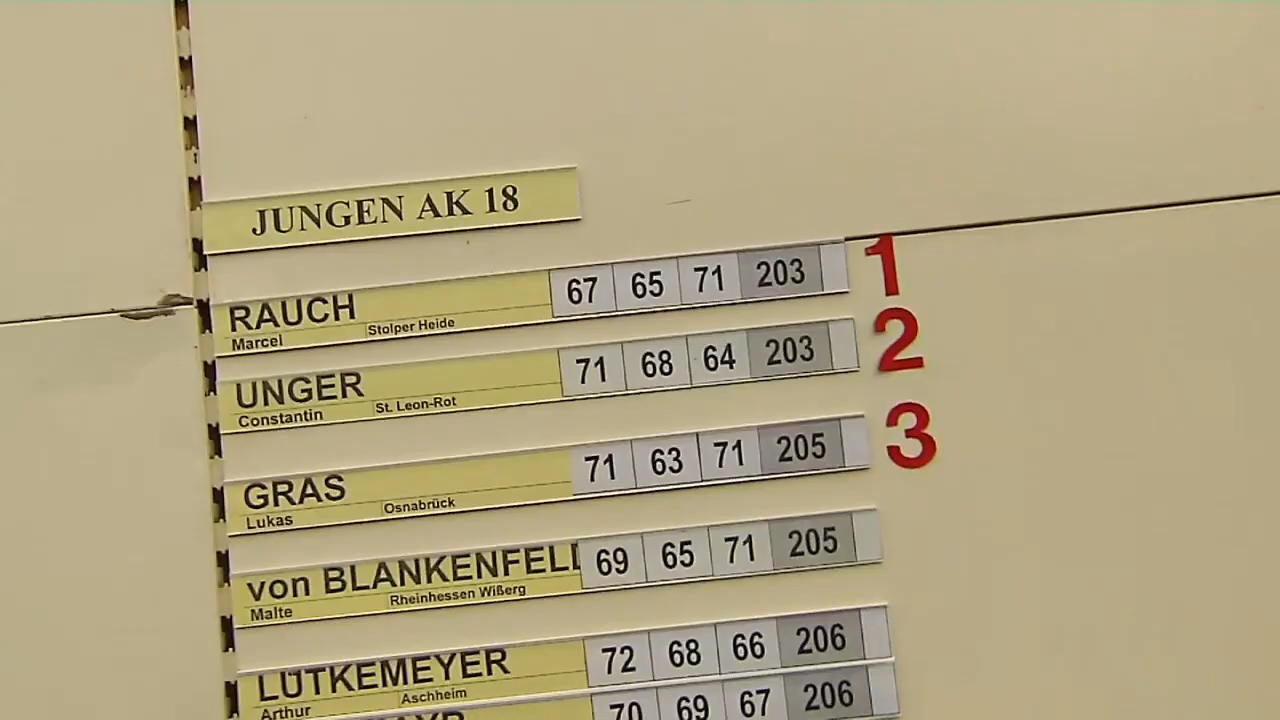 JUNGEN AK 18
RAUCH 67 65 71 203 1
Marcel Stolper Heide
UNGER 71 68 64 203 2
Constantin St. Leon-Rot
GRAS 71 63 71 205 3
Lukas Osnabrück
von BLANKENFEL 69 65 71 205
Malte Rheinhessen Wißberg
LÜTKEMEYER 72 68 66 206
Arthur Aschheim
70 69 67 206